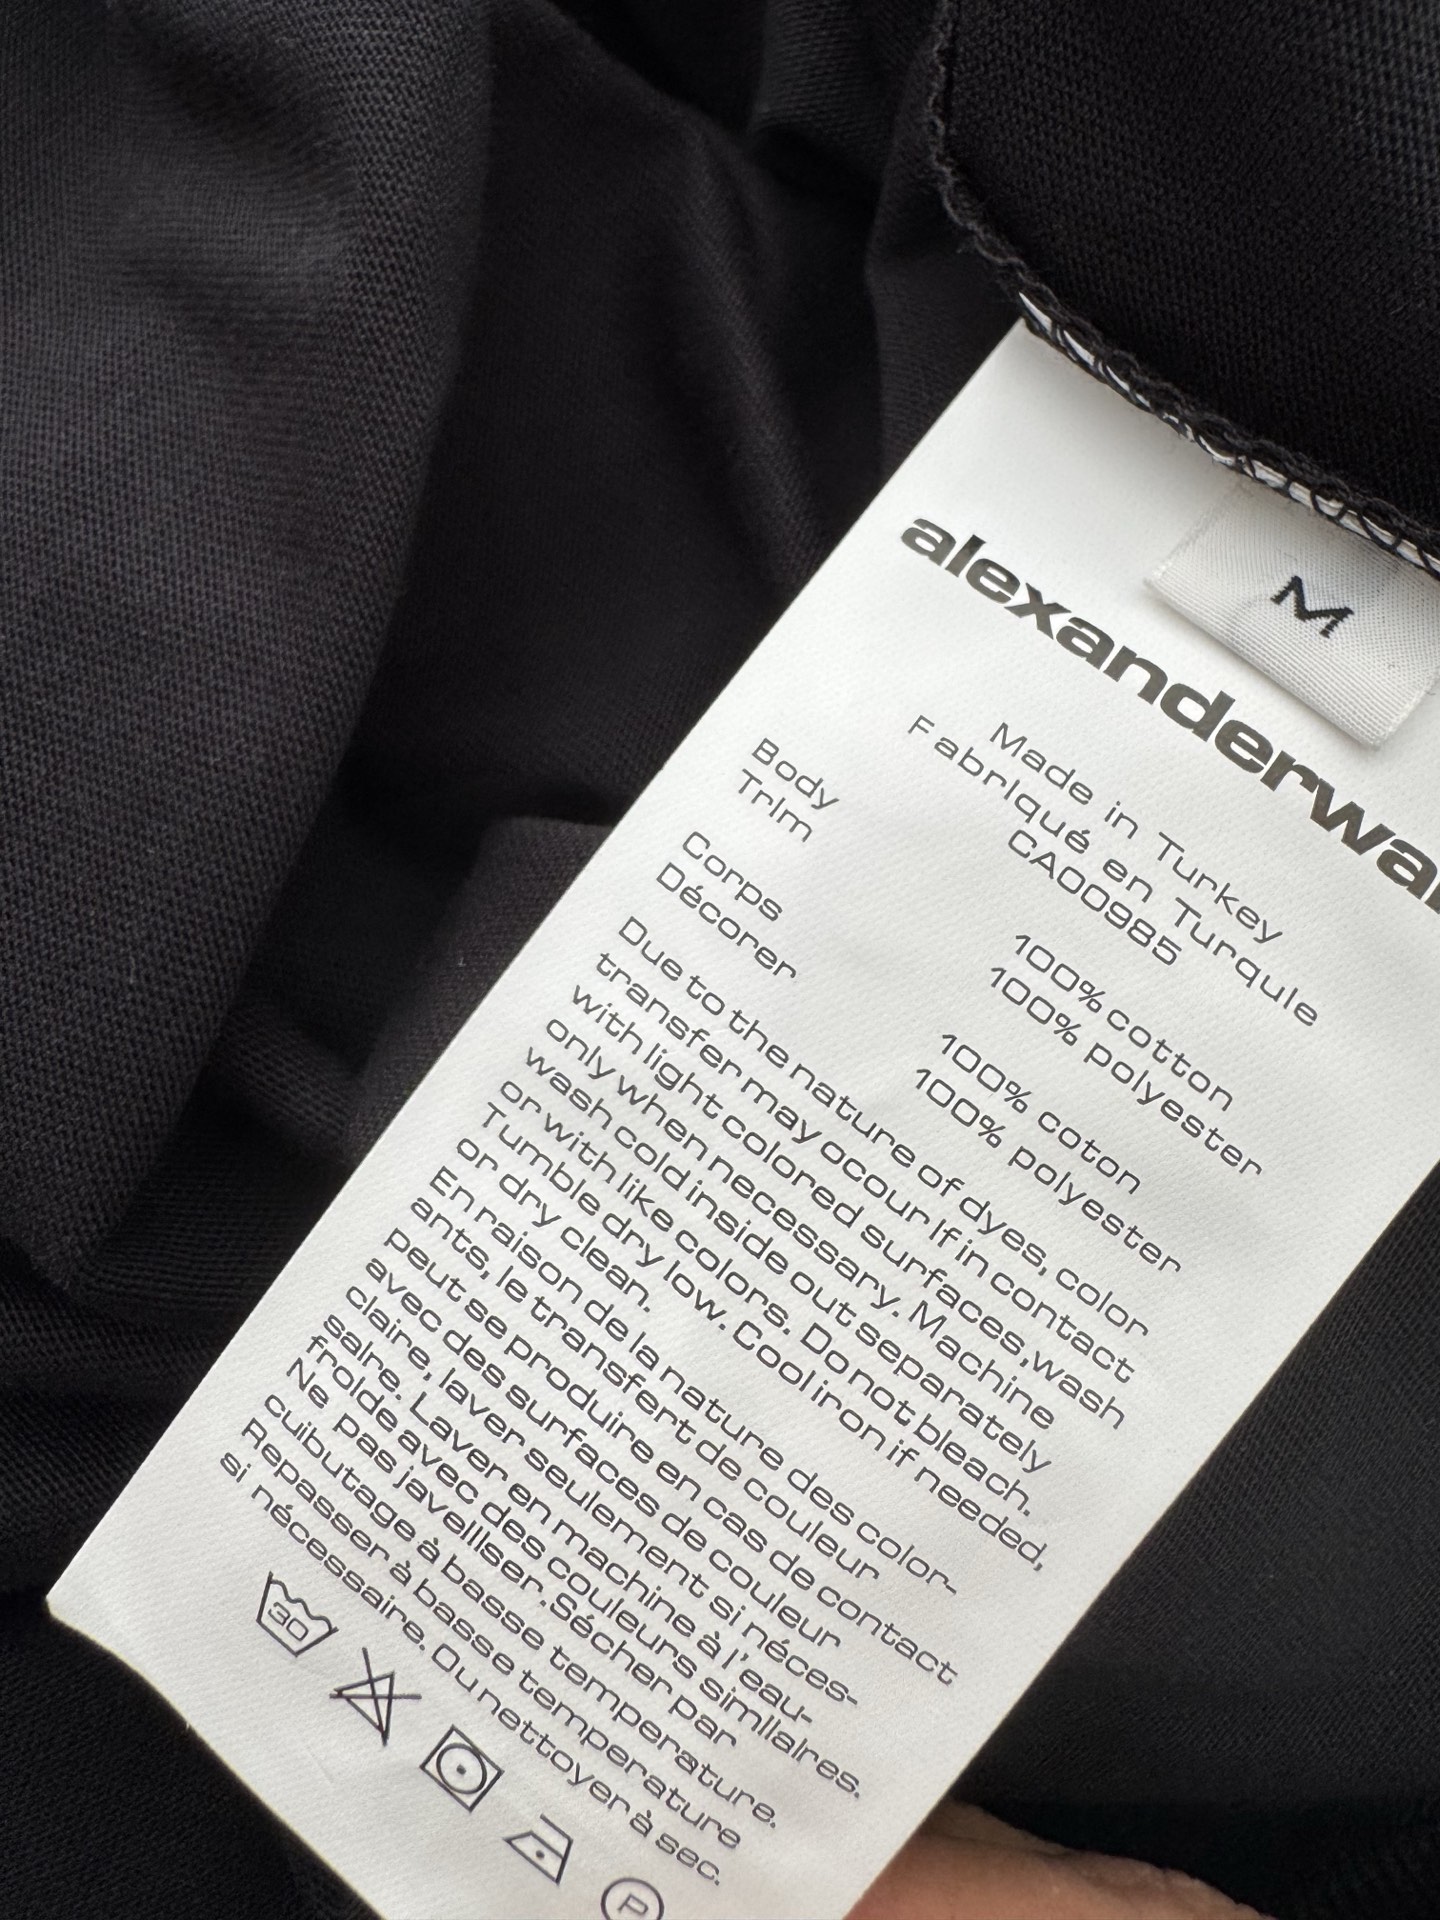 M
alexanderwa
Made in Turkey
FabrIqué en TurquIe
CA00985
Body 100% cotton
TrIm 100% polyester
Corps 100% coton
Décorer 100% polyester
Due to the nature of dyes, color
transfer may ocour If in contact
with light colored surfaces, wash
only when necessary. Machine
wash cold inside out separately
or with like colors. Do not bleach.
Tumble dry low. Cool iron if needed,
or dry clean.
En raison de la nature des color-
ants, le transfert de couleur
peut se produire en cas de contact
avec des surfaces de couleur
claire, laver seulement si néces-
saIre. Laver en machine à l'eau-
froIde avec des couleurs simIlaIres.
Ne pas javelIIser. Sécher par
cuIbutage à basse température.
Repasser à basse température
si nécessaire. Ou nettoyer à sec.
30
P